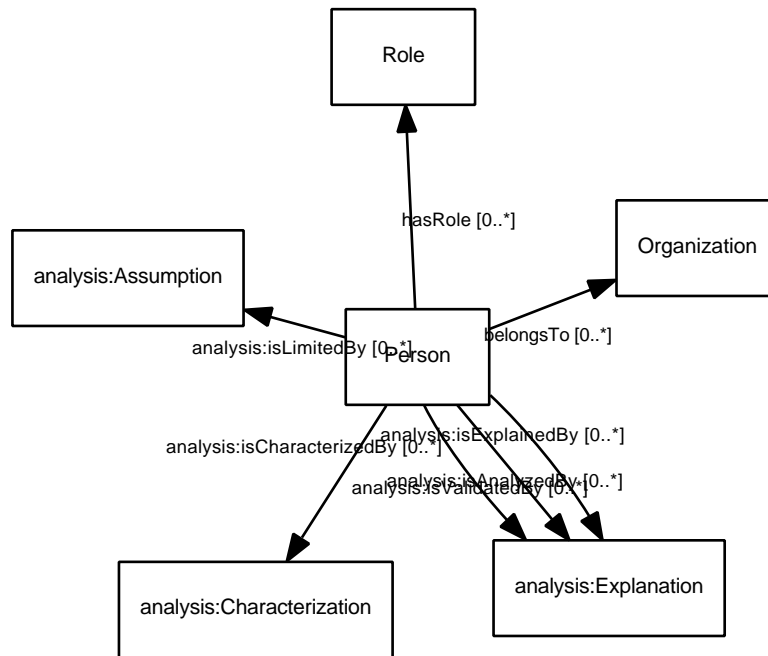 Role
hasRole [0..*]
Organization
analysis:Assumption
belongsTo [0..*]
analysis:isLimitedBy [0..*]
Person
analysis:isExplainedBy [0..*]
analysis:isCharacterizedBy [0..*]
analysis:isAnalyzedBy [0..*]
analysis:isValidatedBy [0..*]
analysis:Explanation
analysis:Characterization